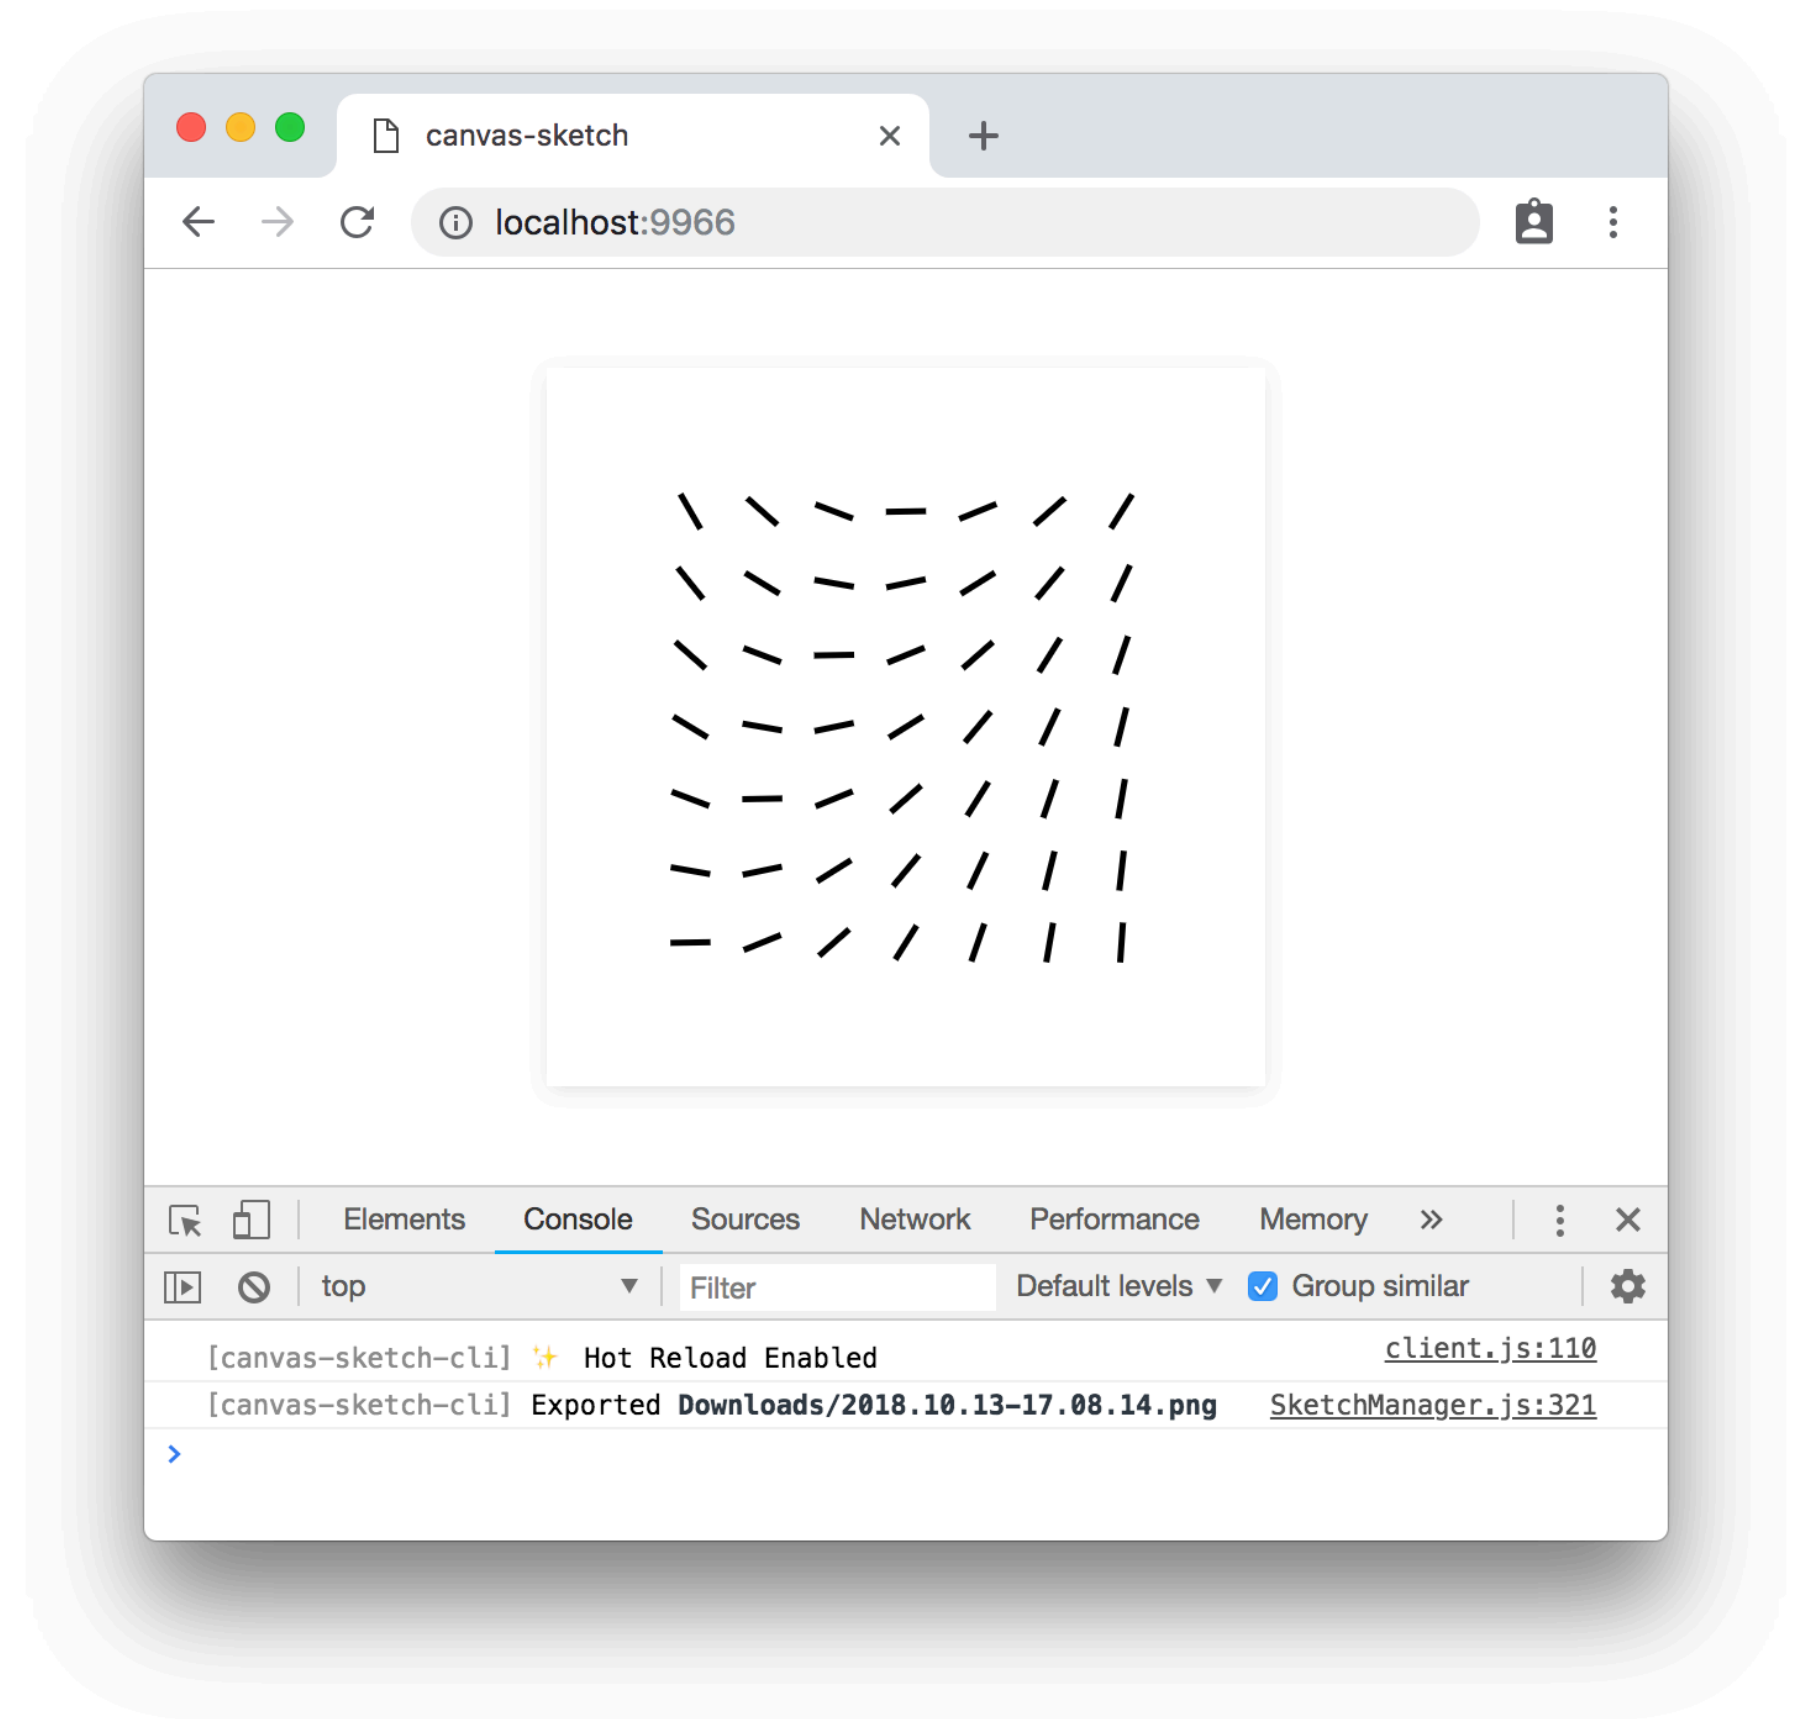 canvas-sketch
localhost:9966
Elements Console Sources Network Performance Memory
top Filter Default levels Group similar
[canvas-sketch-cli] ✨ Hot Reload Enabled client.js:110
[canvas-sketch-cli] Exported Downloads/2018.10.13-17.08.14.png SketchManager.js:321